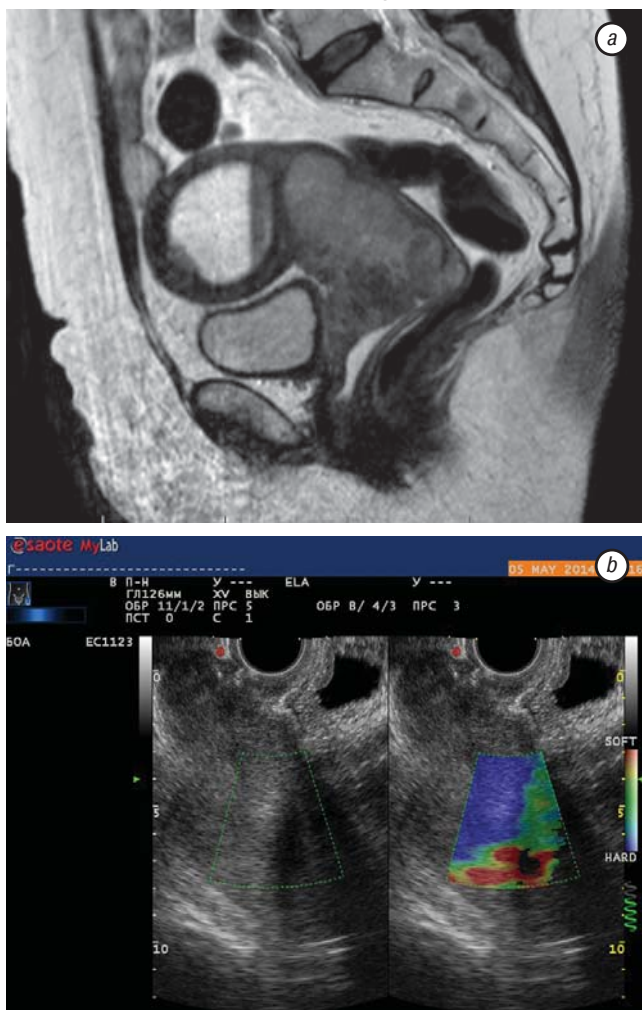 a
esaote MyLab
b
Г-----------------------------
05 MAY 2014
16
В П-Н У --- ELA У ---
ГЛ126мм XV ВЫК
ОБР 11/1/2 ПРС 5 ОБР В/ 4/3 ПРС 3
ПСТ 0 С 1
БОА EC1123
0 0
SOFT
5 5
HARD
10 10